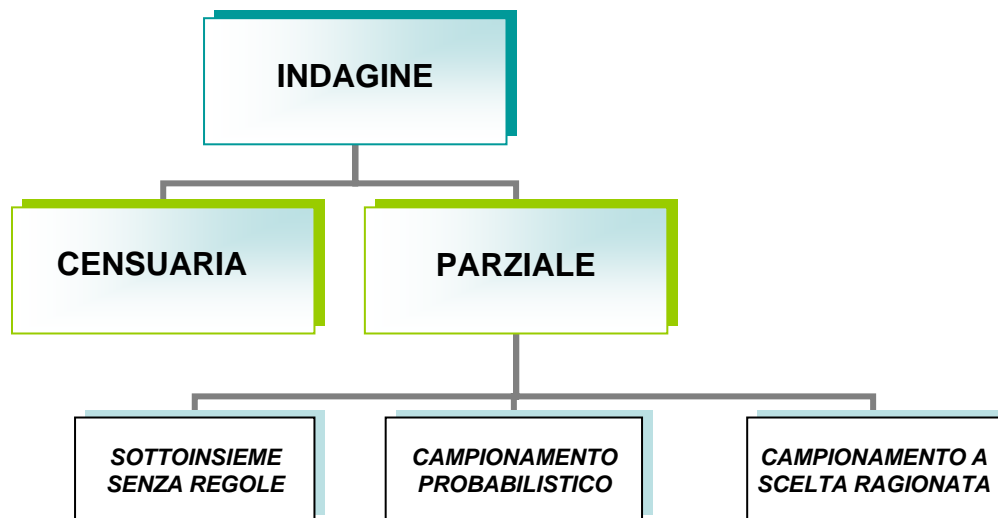 INDAGINE
CENSUARIA
PARZIALE
SOTTOINSIEME
SENZA REGOLE
CAMPIONAMENTO
PROBABILISTICO
CAMPIONAMENTO A
SCELTA RAGIONATA